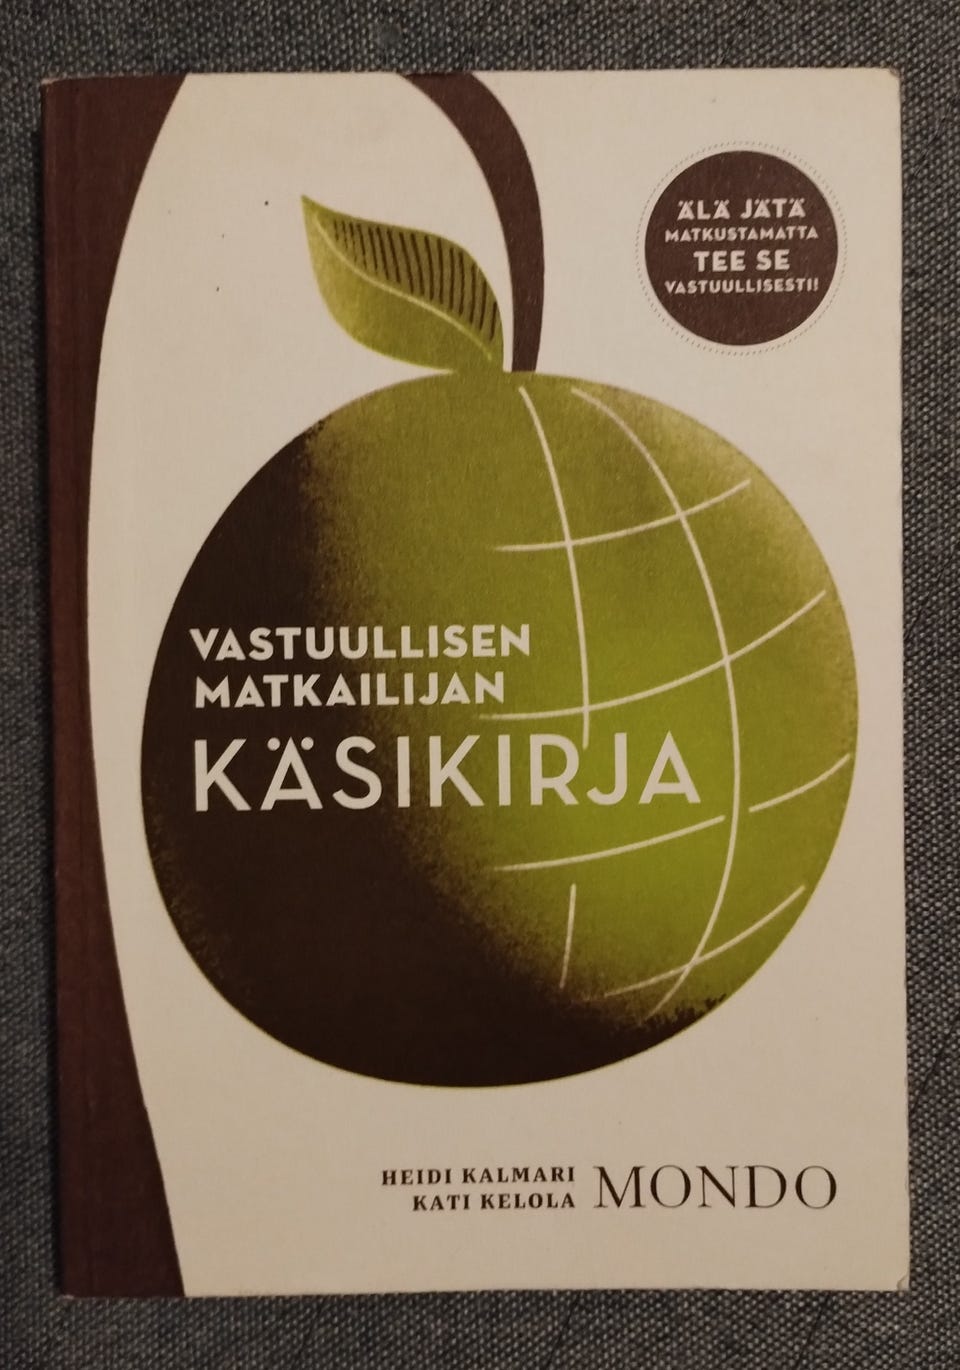 ÄLÄ JÄTÄ
MATKUSTAMATTA
TEE SE
VASTUULLISESTI!
VASTUULLISEN
MATKAILIJAN
KÄSIKIRJA
HEIDI KALMARI
KATI KELOLA
MONDO